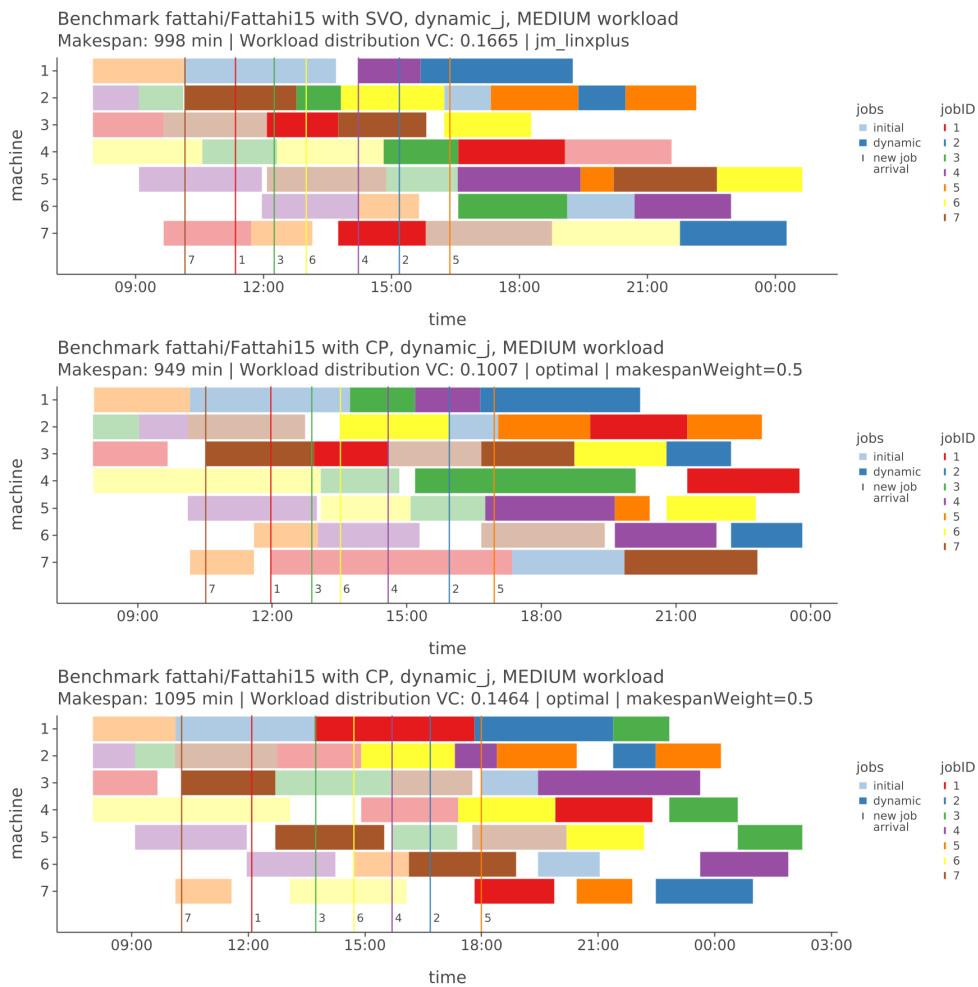 Benchmark fattahi/Fattahi15 with SVO, dynamic_j, MEDIUM workload
Makespan: 998 min | Workload distribution VC: 0.1665 | jm_linxplus
machine
1
2
3
4
5
6
7
7 1 3 6 4 2 5
09:00 12:00 15:00 18:00 21:00 00:00
time
jobs
initial
dynamic
new job
arrival
jobID
1
2
3
4
5
6
7
Benchmark fattahi/Fattahi15 with CP, dynamic_j, MEDIUM workload
Makespan: 949 min | Workload distribution VC: 0.1007 | optimal | makespanWeight=0.5
machine
1
2
3
4
5
6
7
7 1 3 6 4 2 5
09:00 12:00 15:00 18:00 21:00 00:00
time
jobs
initial
dynamic
new job
arrival
jobID
1
2
3
4
5
6
7
Benchmark fattahi/Fattahi15 with CP, dynamic_j, MEDIUM workload
Makespan: 1095 min | Workload distribution VC: 0.1464 | optimal | makespanWeight=0.5
machine
1
2
3
4
5
6
7
7 1 3 6 4 2 5
09:00 12:00 15:00 18:00 21:00 00:00 03:00
time
jobs
initial
dynamic
new job
arrival
jobID
1
2
3
4
5
6
7